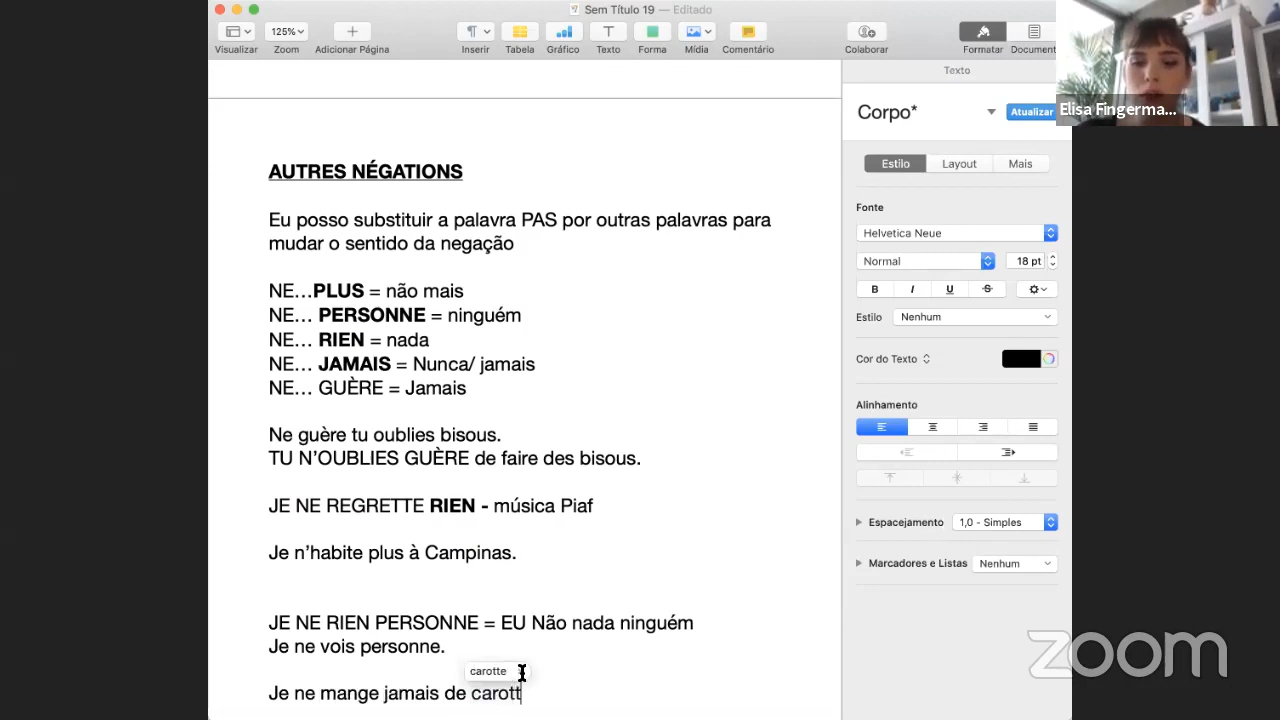 Sem Título 19 — Editado
Visualizar
125%
Zoom
Adicionar Página
Inserir
Tabela
Gráfico
Texto
Forma
Mídia
Comentário
Colaborar
Formatar
Document
Texto
Corpo*
Atualizar
Elisa Fingerma...
Estilo
Layout
Mais
Fonte
Helvetica Neue
Normal
18 pt
B
I
U
S
Estilo
Nenhum
Cor do Texto
Alinhamento
Espaçejamento
1,0 - Simples
Marcadores e Listas
Nenhum
AUTRES NÉGATIONS
Eu posso substituir a palavra PAS por outras palavras para
mudar o sentido da negação
NE…PLUS = não mais
NE… PERSONNE = ninguém
NE… RIEN = nada
NE… JAMAIS = Nunca/ jamais
NE… GUÈRE = Jamais
Ne guère tu oublies bisous.
TU N’OUBLIES GUÈRE de faire des bisous.
JE NE REGRETTE RIEN - música Piaf
Je n’habite plus à Campinas.
JE NE RIEN PERSONNE = EU Não nada ninguém
Je ne vois personne.
carotte
Je ne mange jamais de carott
zoom